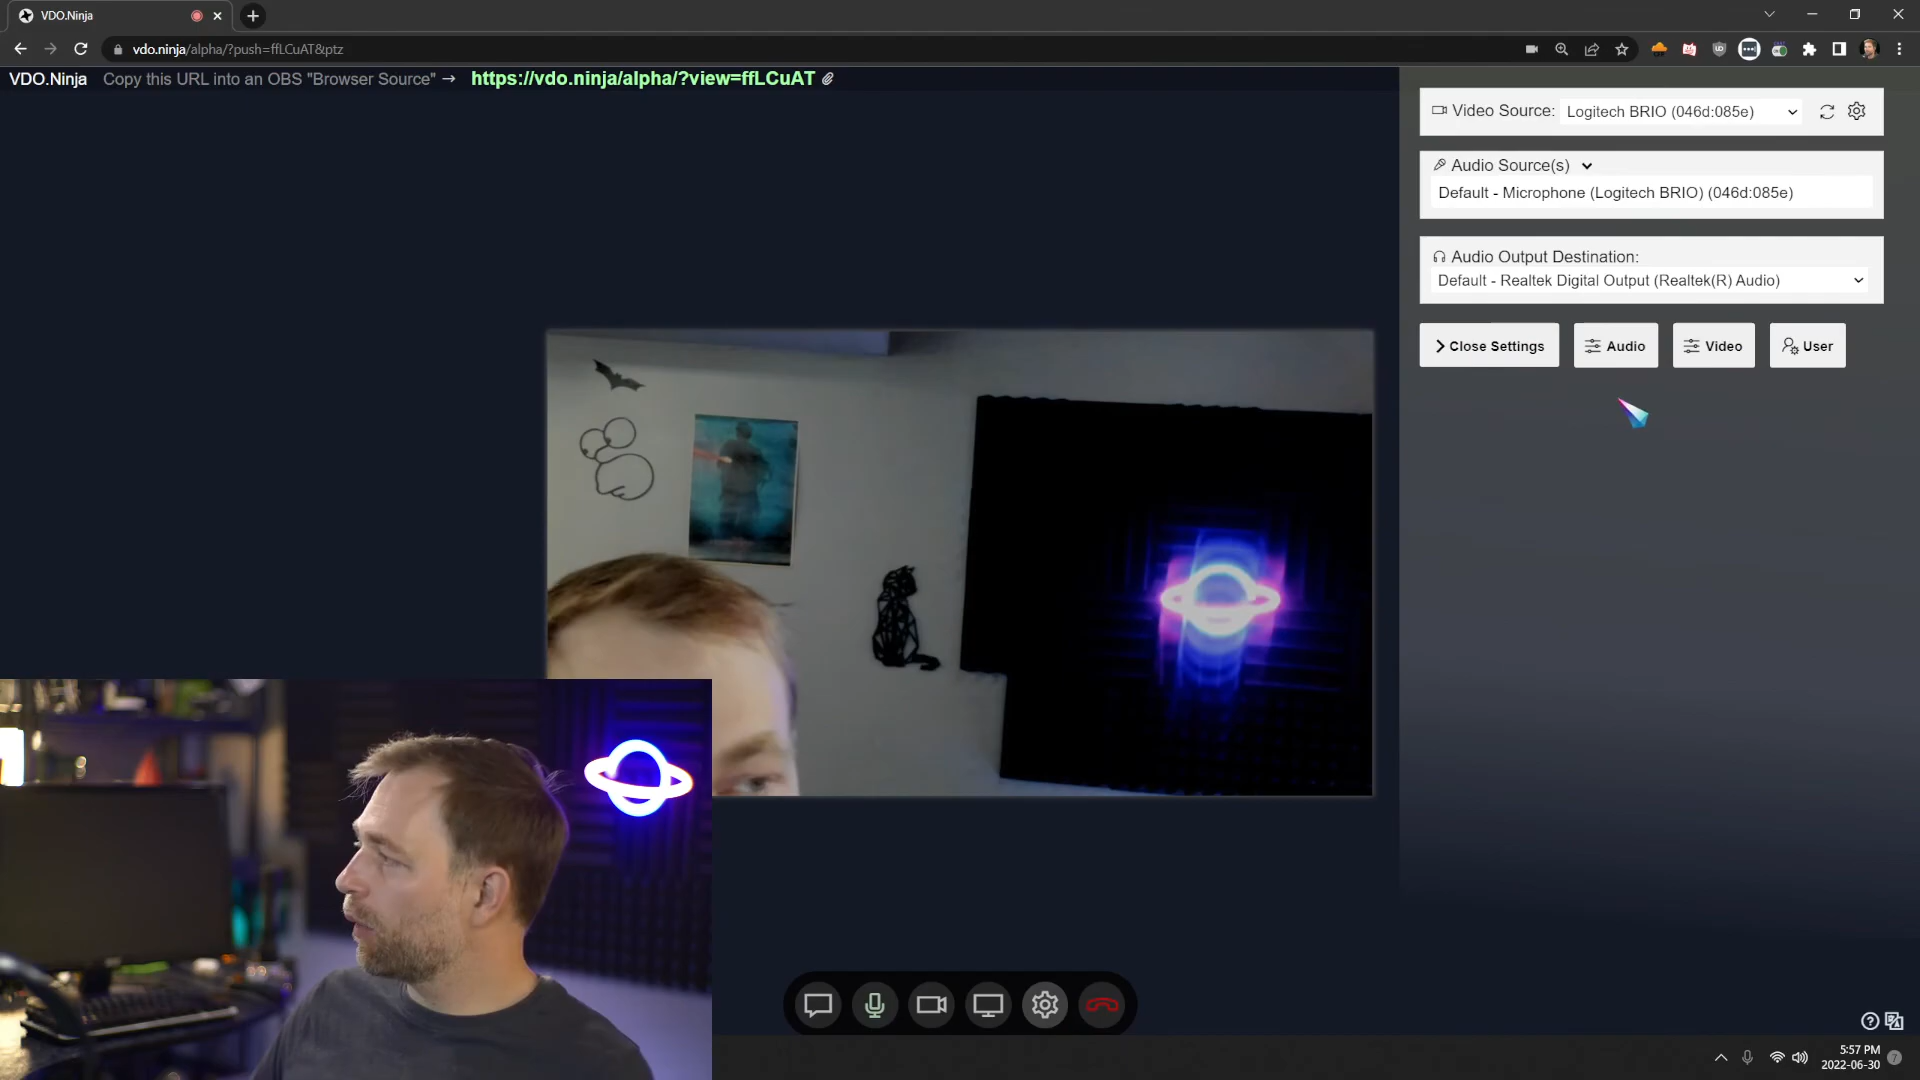 VDO.Ninja
vdo.ninja/alpha/?push=ffLCuAT&ptz
VDO.Ninja Copy this URL into an OBS "Browser Source" → https://vdo.ninja/alpha/?view=ffLCuAT
Video Source: Logitech BRIO (046d:085e)
Audio Source(s)
Default - Microphone (Logitech BRIO) (046d:085e)
Audio Output Destination:
Default - Realtek Digital Output (Realtek(R) Audio)
Close Settings Audio Video User
5:57 PM
2022-06-30 7